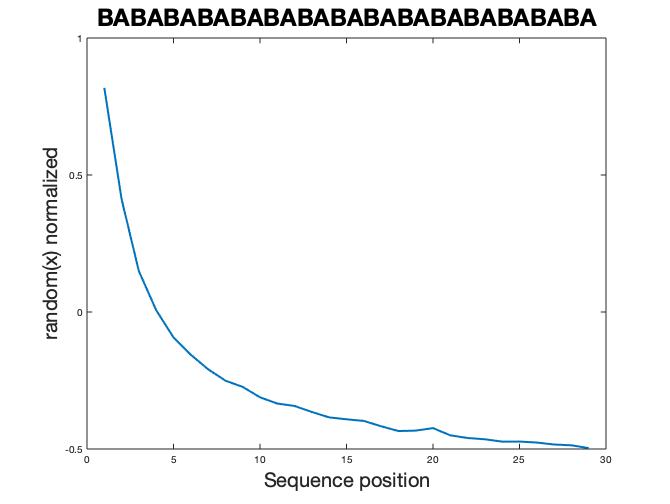 BABABABABABABABABABABABABABABA
1
0.5
0
-0.5
random(x) normalized
0 5 10 15 20 25 30
Sequence position